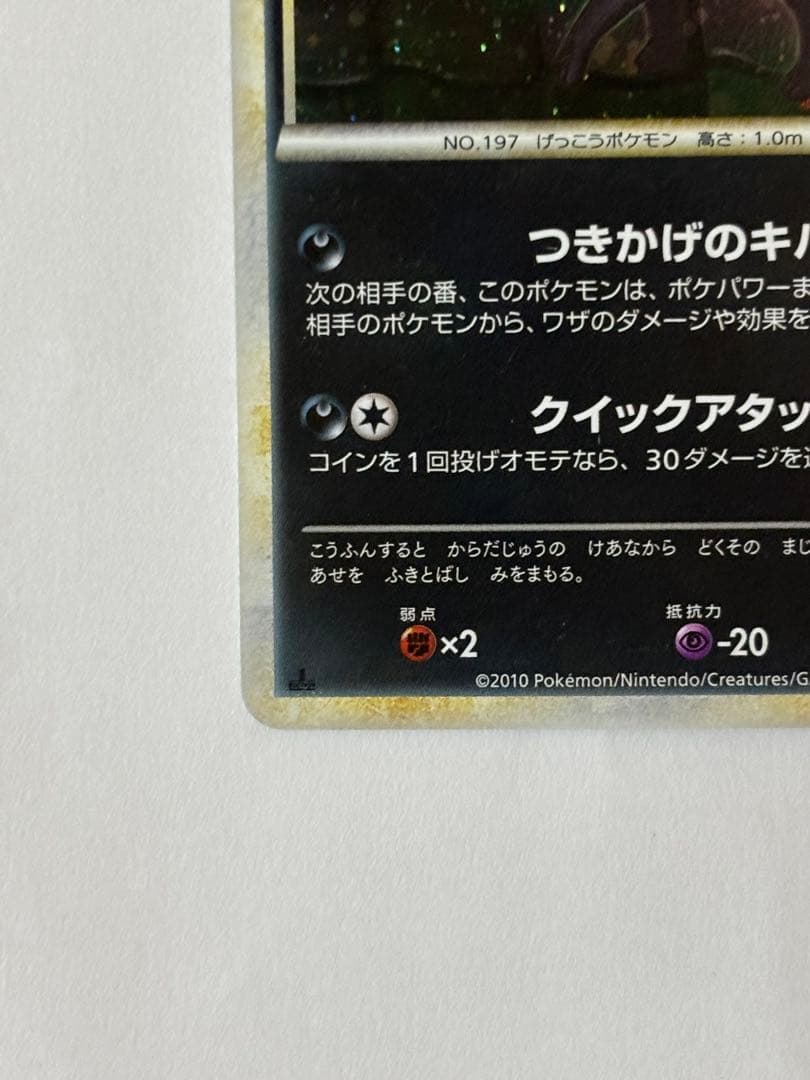 NO.197 げっこうポケモン 高さ：1.0m
つきかげのキバ
次の相手の番、このポケモンは、ポケパワーま
相手のポケモンから、ワザのダメージや効果を
クイックアタッ
コインを1回投げオモテなら、30ダメージを追
こうふんすると からだじゅうの けあなから どくその まじ
あせを ふきとばし みをまもる。
弱点 抵抗力
×2 -20
©2010 Pokémon/Nintendo/Creatures/G